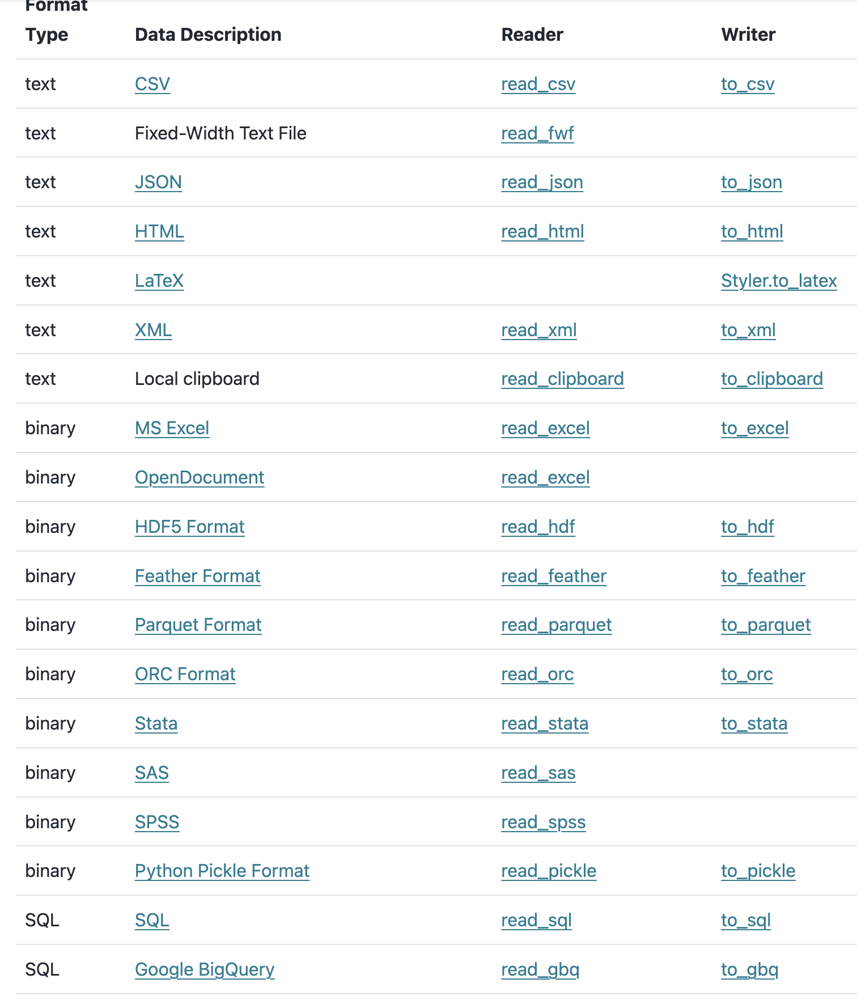 Format
Type Data Description Reader Writer
text CSV read_csv to_csv
text Fixed-Width Text File read_fwf
text JSON read_json to_json
text HTML read_html to_html
text LaTeX Styler.to_latex
text XML read_xml to_xml
text Local clipboard read_clipboard to_clipboard
binary MS Excel read_excel to_excel
binary OpenDocument read_excel
binary HDF5 Format read_hdf to_hdf
binary Feather Format read_feather to_feather
binary Parquet Format read_parquet to_parquet
binary ORC Format read_orc to_orc
binary Stata read_stata to_stata
binary SAS read_sas
binary SPSS read_spss
binary Python Pickle Format read_pickle to_pickle
SQL SQL read_sql to_sql
SQL Google BigQuery read_gbq to_gbq